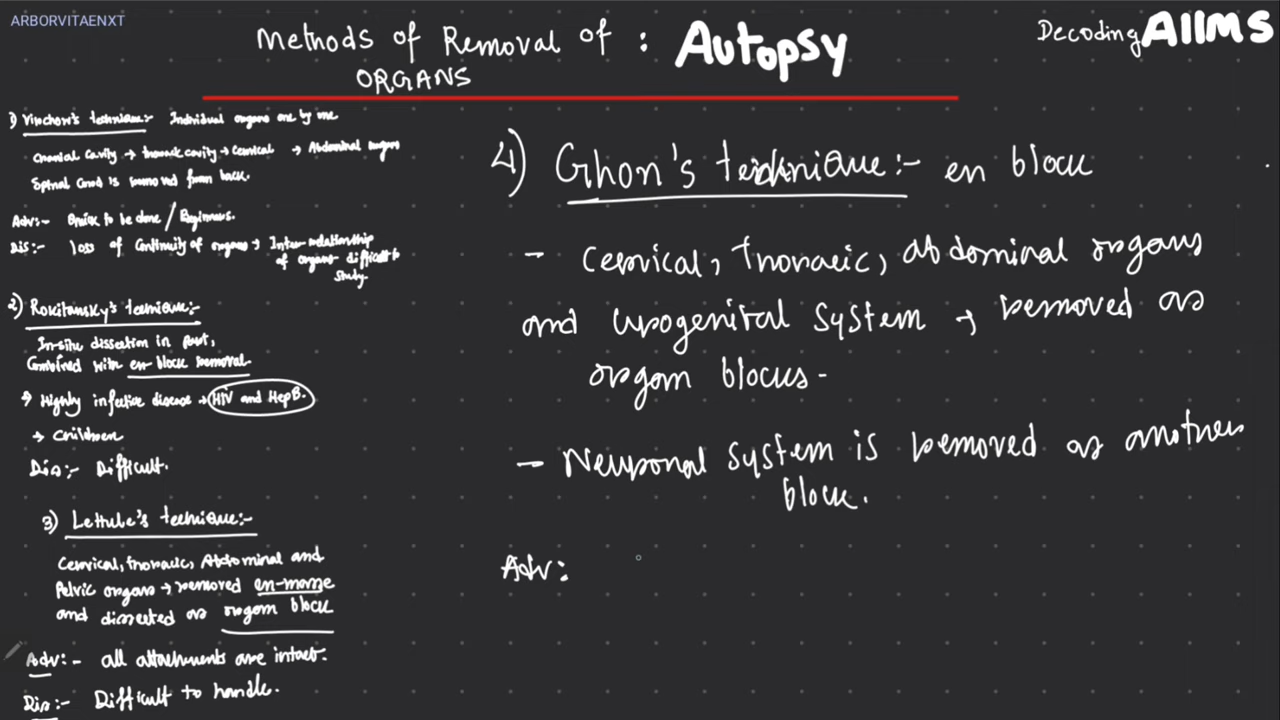 ARBORVITAENXT
Methods of Removal of : Autopsy
ORGANS
Decoding AIIMS
1) Virchow's technique:- Individual organs one by one
Cranial Cavity → thoracic cavity → Cervical → Abdominal organs
Spinal Cord is removed from back.
Adv:- Quick to be done / Beginners.
Dis:- loss of Continuity of organs → Inter-relationship
of organs difficult to
study
2) Rokitansky's technique:-
In-situ dissection in part,
Combined with en-block removal
→ Highly infective disease → HIV and HepB.
→ Children
Dis:- Difficult.
3) Lettule's technique:-
Cervical, thoracic, Abdominal and
Pelvic organs → removed en-masse
and dissected as organ block
Adv:- all attachments are intact.
Dis:- Difficult to handle.
4) Ghon's technique:- en block
- Cervical, Thoracic, Abdominal organs
and urogenital System → removed as
organ blocks -
- Neuronal System is removed as another
block.
Adv: